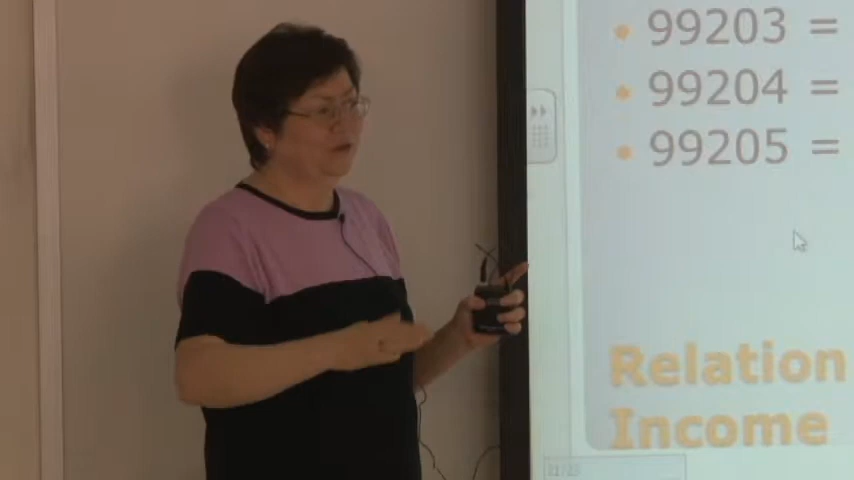 • 99203 =
• 99204 =
• 99205 =
Relation
Income